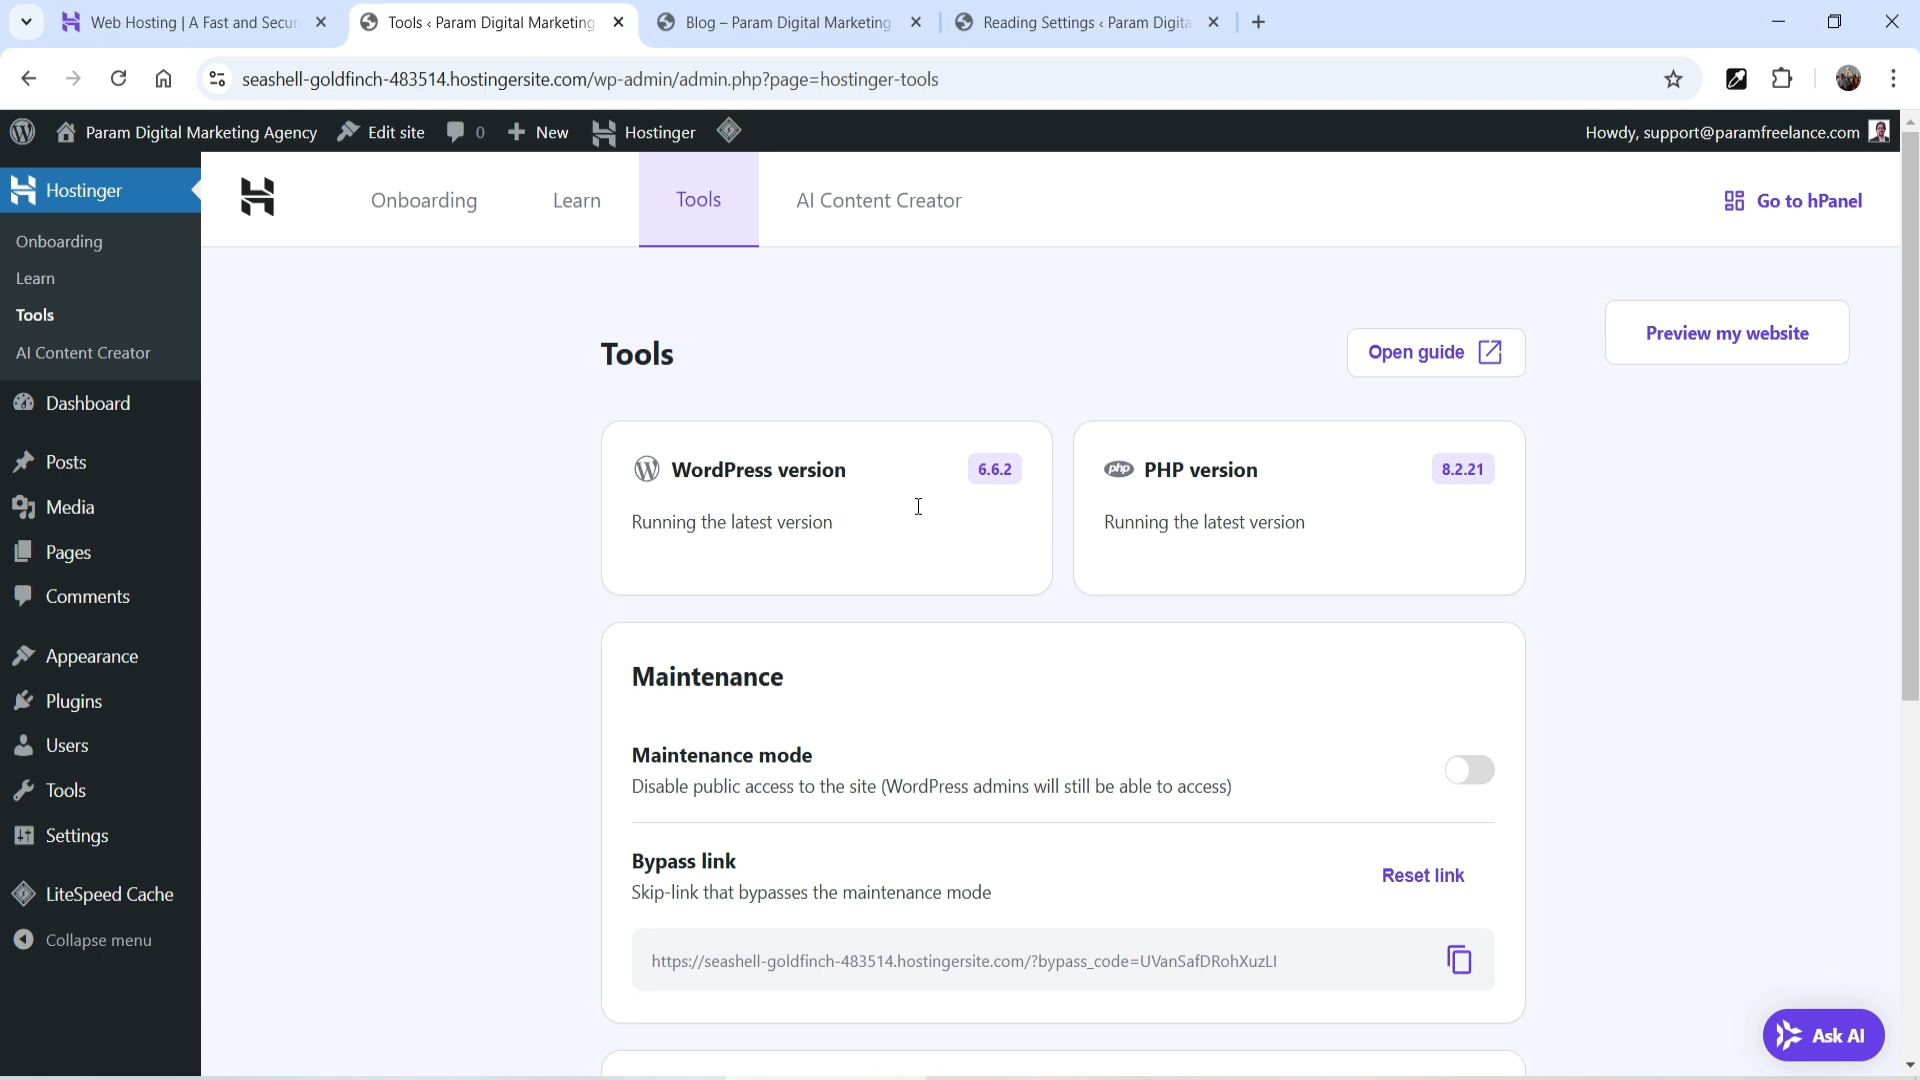 Web Hosting | A Fast and Secur
Tools ‹ Param Digital Marketing
Blog – Param Digital Marketing
Reading Settings ‹ Param Digita
seashell-goldfinch-483514.hostingersite.com/wp-admin/admin.php?page=hostinger-tools
Param Digital Marketing Agency
Edit site
0
New
Hostinger
Howdy, support@paramfreelance.com
Hostinger
Onboarding
Learn
Tools
AI Content Creator
Dashboard
Posts
Media
Pages
Comments
Appearance
Plugins
Users
Tools
Settings
LiteSpeed Cache
Collapse menu
Onboarding
Learn
Tools
AI Content Creator
Go to hPanel
Tools
Open guide
Preview my website
WordPress version
6.6.2
Running the latest version
php
PHP version
8.2.21
Running the latest version
Maintenance
Maintenance mode
Disable public access to the site (WordPress admins will still be able to access)
Bypass link
Reset link
Skip-link that bypasses the maintenance mode
https://seashell-goldfinch-483514.hostingersite.com/?bypass_code=UVanSafDRohXuzLI
Ask AI